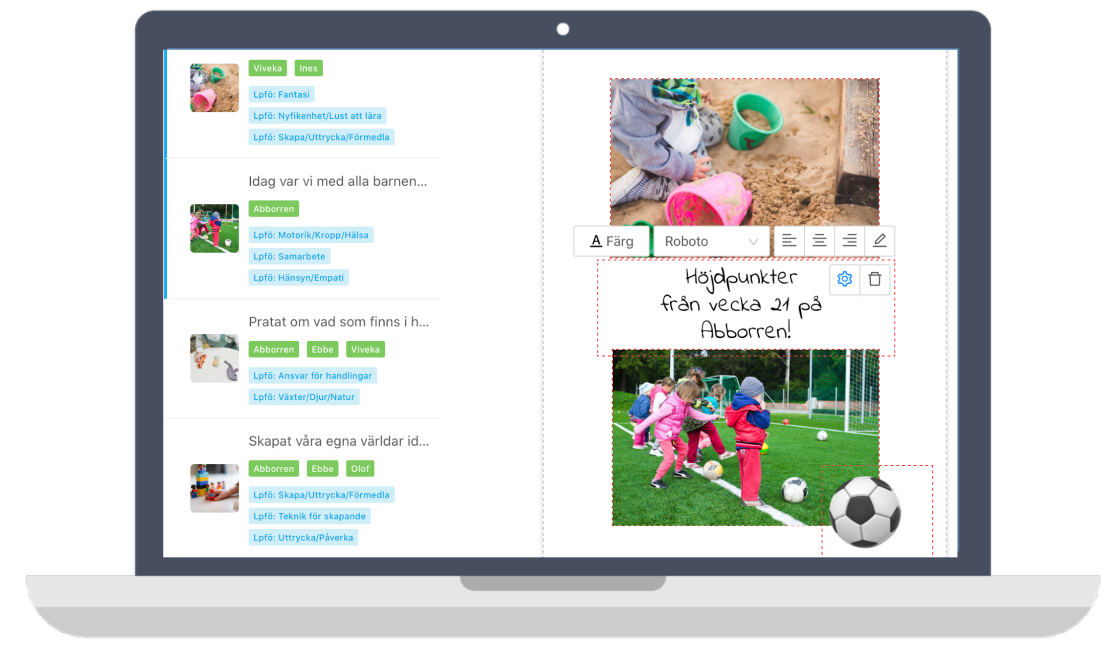 Viveka Ines
Lpfö: Fantasi
Lpfö: Nyfikenhet/Lust att lära
Lpfö: Skapa/Uttrycka/Förmedla
Idag var vi med alla barnen...
Abborren
Lpfö: Motorik/Kropp/Hälsa
Lpfö: Samarbete
Lpfö: Hänsyn/Empati
Pratat om vad som finns i h...
Abborren Ebbe Viveka
Lpfö: Ansvar för handlingar
Lpfö: Växter/Djur/Natur
Skapat våra egna världar id...
Abborren Ebbe Olof
Lpfö: Skapa/Uttrycka/Förmedla
Lpfö: Teknik för skapande
Lpfö: Uttrycka/Påverka
A Färg Roboto
Höjdpunkter
från vecka 21 på
Abborren!